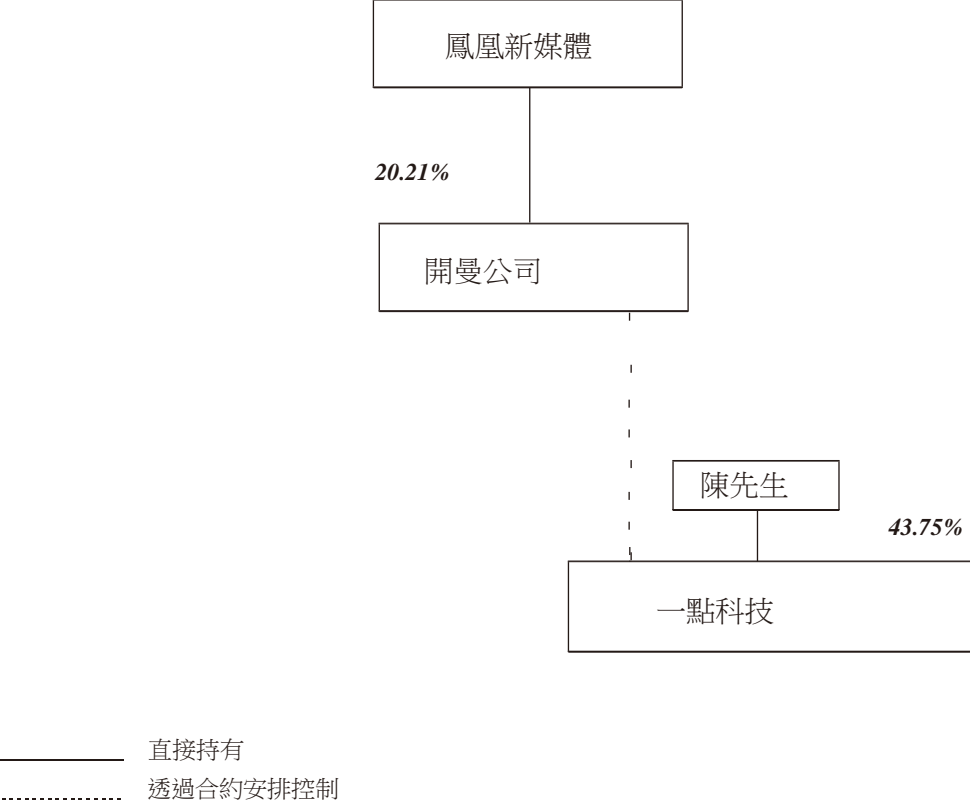 鳳凰新媒體
20.21%
開曼公司
陳先生
43.75%
一點科技
直接持有
透過合約安排控制